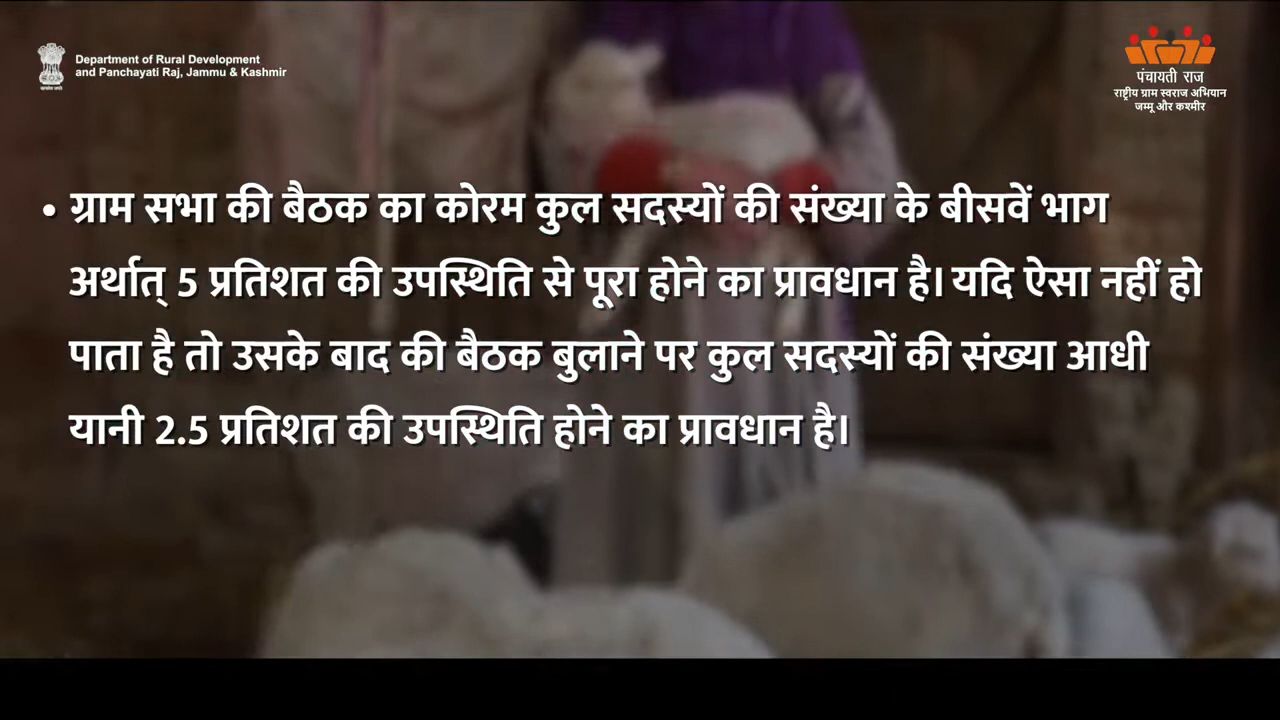 Department of Rural Development
and Panchayati Raj, Jammu & Kashmir
पंचायती राज
राष्ट्रीय ग्राम स्वराज अभियान
जम्मू और कश्मीर
• ग्राम सभा की बैठक का कोरम कुल सदस्यों की संख्या के बीसवें भाग
अर्थात् 5 प्रतिशत की उपस्थिति से पूरा होने का प्रावधान है। यदि ऐसा नहीं हो
पाता है तो उसके बाद की बैठक बुलाने पर कुल सदस्यों की संख्या आधी
यानी 2.5 प्रतिशत की उपस्थिति होने का प्रावधान है।